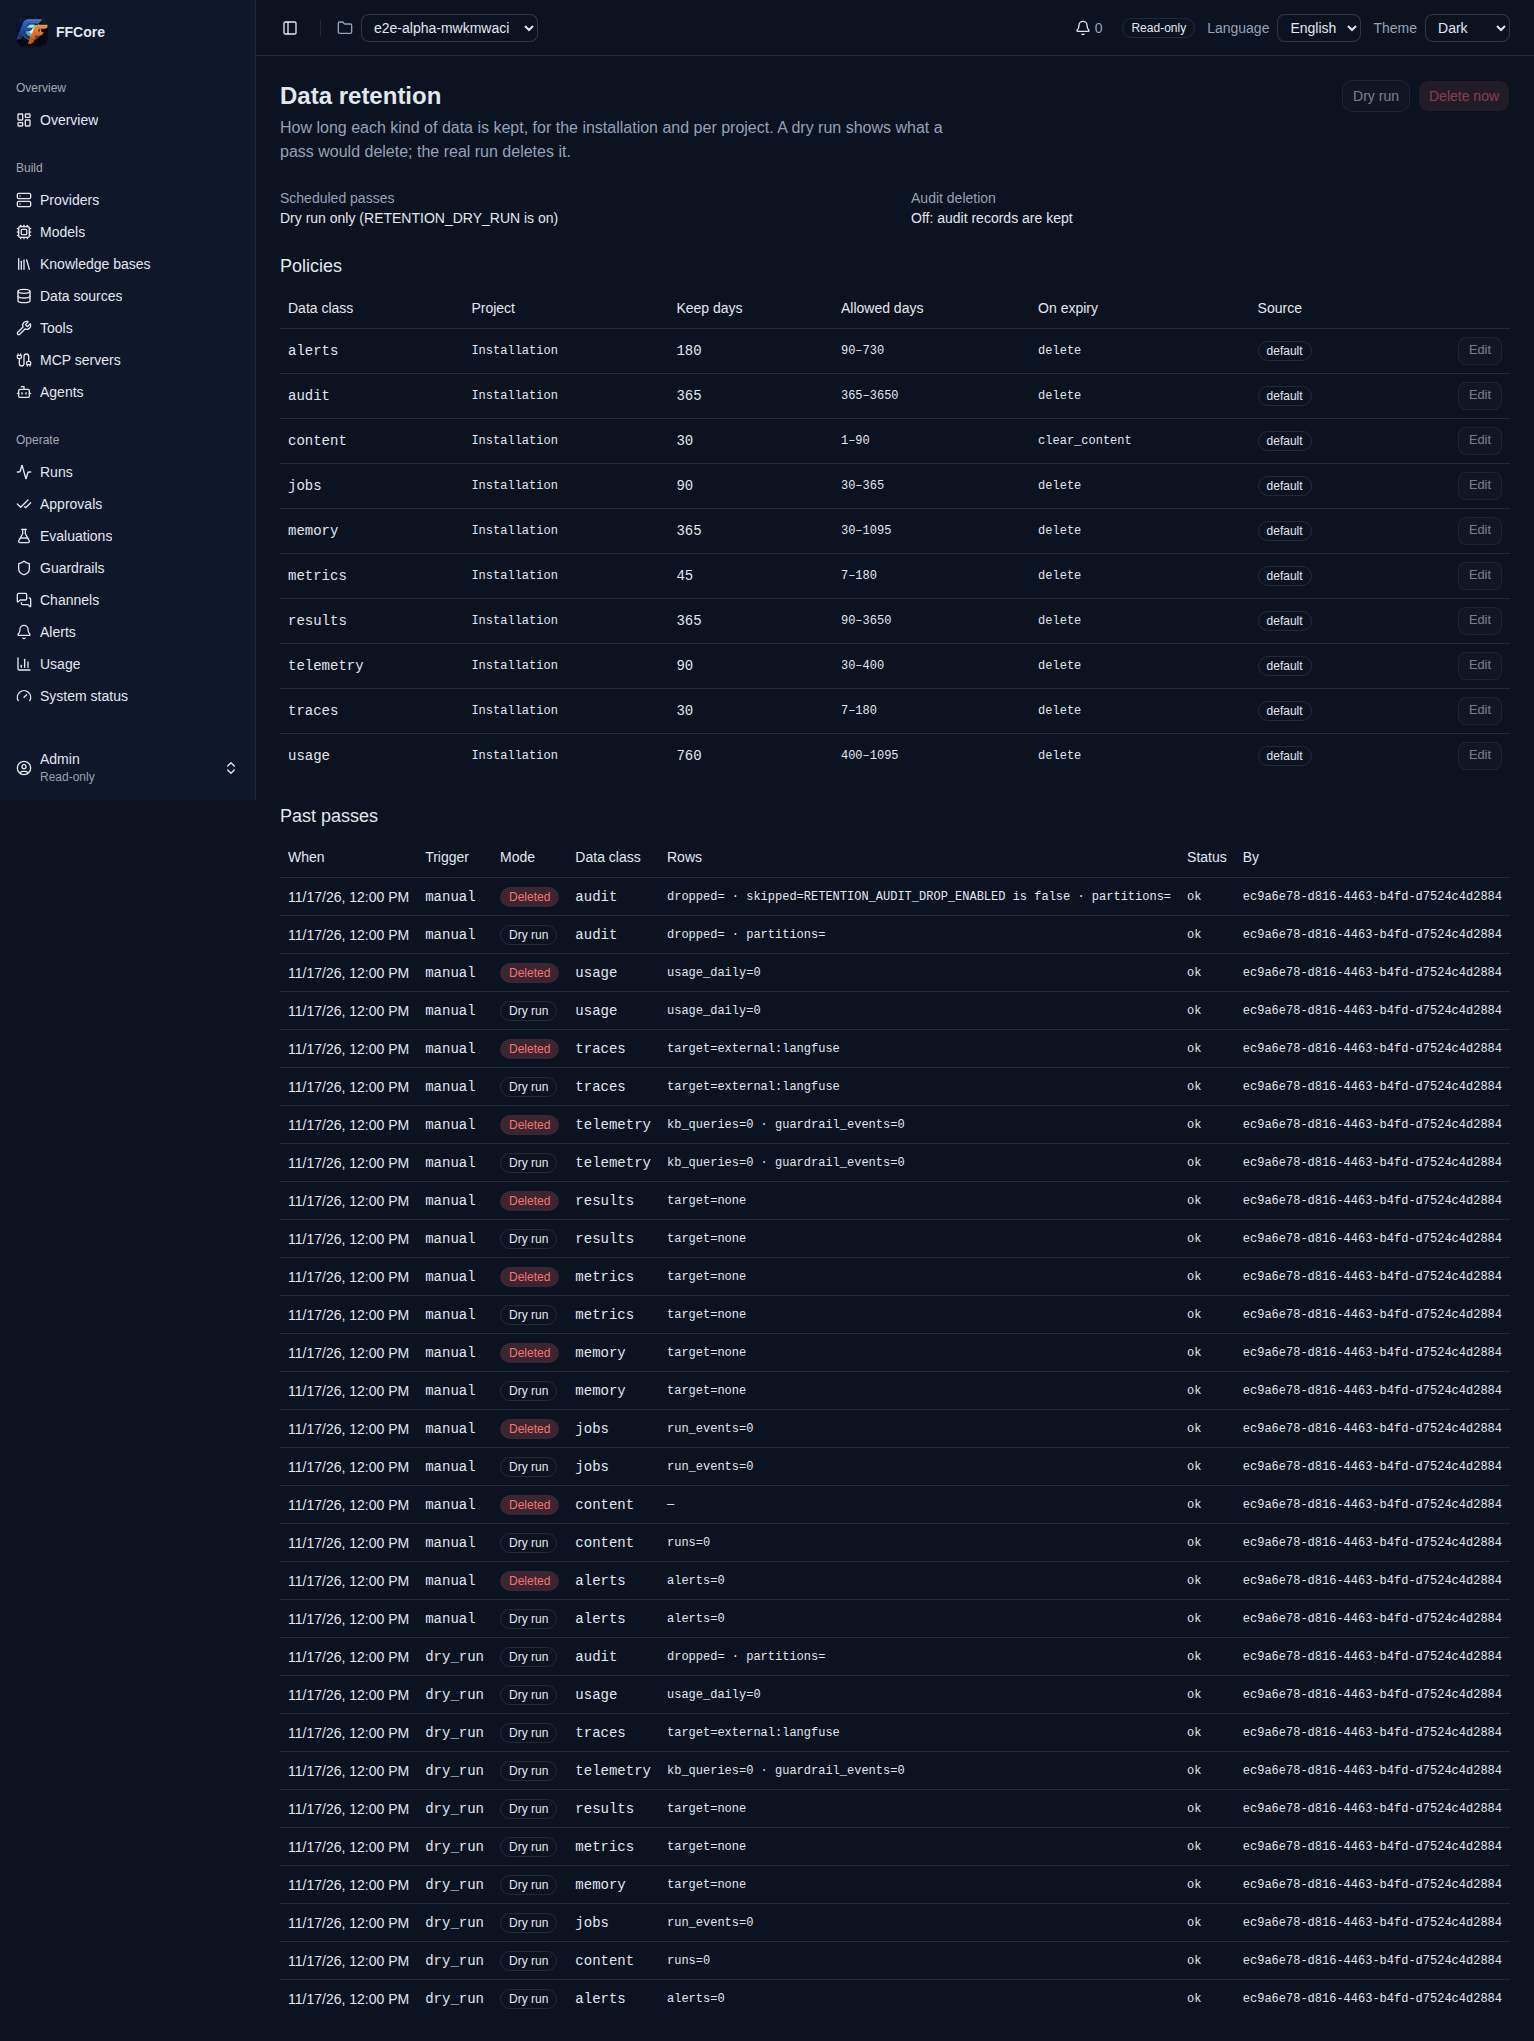 FFCore
e2e-alpha-mwkmwaci
0
Read-only
Language
English
Theme
Dark
Overview
Overview
Build
Providers
Models
Knowledge bases
Data sources
Tools
MCP servers
Agents
Operate
Runs
Approvals
Evaluations
Guardrails
Channels
Alerts
Usage
System status
Admin
Read-only
Data retention
Dry run
Delete now
How long each kind of data is kept, for the installation and per project. A dry run shows what a
pass would delete; the real run deletes it.
Scheduled passes
Dry run only (RETENTION_DRY_RUN is on)
Audit deletion
Off: audit records are kept
Policies
Data class Project Keep days Allowed days On expiry Source
alerts Installation 180 90–730 delete default Edit
audit Installation 365 365–3650 delete default Edit
content Installation 30 1–90 clear_content default Edit
jobs Installation 90 30–365 delete default Edit
memory Installation 365 30–1095 delete default Edit
metrics Installation 45 7–180 delete default Edit
results Installation 365 90–3650 delete default Edit
telemetry Installation 90 30–400 delete default Edit
traces Installation 30 7–180 delete default Edit
usage Installation 760 400–1095 delete default Edit
Past passes
When Trigger Mode Data class Rows Status By
11/17/26, 12:00 PM manual Deleted audit dropped= · skipped=RETENTION_AUDIT_DROP_ENABLED is false · partitions= ok ec9a6e78-d816-4463-b4fd-d7524c4d2884
11/17/26, 12:00 PM manual Dry run audit dropped= · partitions= ok ec9a6e78-d816-4463-b4fd-d7524c4d2884
11/17/26, 12:00 PM manual Deleted usage usage_daily=0 ok ec9a6e78-d816-4463-b4fd-d7524c4d2884
11/17/26, 12:00 PM manual Dry run usage usage_daily=0 ok ec9a6e78-d816-4463-b4fd-d7524c4d2884
11/17/26, 12:00 PM manual Deleted traces target=external:langfuse ok ec9a6e78-d816-4463-b4fd-d7524c4d2884
11/17/26, 12:00 PM manual Dry run traces target=external:langfuse ok ec9a6e78-d816-4463-b4fd-d7524c4d2884
11/17/26, 12:00 PM manual Deleted telemetry kb_queries=0 · guardrail_events=0 ok ec9a6e78-d816-4463-b4fd-d7524c4d2884
11/17/26, 12:00 PM manual Dry run telemetry kb_queries=0 · guardrail_events=0 ok ec9a6e78-d816-4463-b4fd-d7524c4d2884
11/17/26, 12:00 PM manual Deleted results target=none ok ec9a6e78-d816-4463-b4fd-d7524c4d2884
11/17/26, 12:00 PM manual Dry run results target=none ok ec9a6e78-d816-4463-b4fd-d7524c4d2884
11/17/26, 12:00 PM manual Deleted metrics target=none ok ec9a6e78-d816-4463-b4fd-d7524c4d2884
11/17/26, 12:00 PM manual Dry run metrics target=none ok ec9a6e78-d816-4463-b4fd-d7524c4d2884
11/17/26, 12:00 PM manual Deleted memory target=none ok ec9a6e78-d816-4463-b4fd-d7524c4d2884
11/17/26, 12:00 PM manual Dry run memory target=none ok ec9a6e78-d816-4463-b4fd-d7524c4d2884
11/17/26, 12:00 PM manual Deleted jobs run_events=0 ok ec9a6e78-d816-4463-b4fd-d7524c4d2884
11/17/26, 12:00 PM manual Dry run jobs run_events=0 ok ec9a6e78-d816-4463-b4fd-d7524c4d2884
11/17/26, 12:00 PM manual Deleted content — ok ec9a6e78-d816-4463-b4fd-d7524c4d2884
11/17/26, 12:00 PM manual Dry run content runs=0 ok ec9a6e78-d816-4463-b4fd-d7524c4d2884
11/17/26, 12:00 PM manual Deleted alerts alerts=0 ok ec9a6e78-d816-4463-b4fd-d7524c4d2884
11/17/26, 12:00 PM manual Dry run alerts alerts=0 ok ec9a6e78-d816-4463-b4fd-d7524c4d2884
11/17/26, 12:00 PM dry_run Dry run audit dropped= · partitions= ok ec9a6e78-d816-4463-b4fd-d7524c4d2884
11/17/26, 12:00 PM dry_run Dry run usage usage_daily=0 ok ec9a6e78-d816-4463-b4fd-d7524c4d2884
11/17/26, 12:00 PM dry_run Dry run traces target=external:langfuse ok ec9a6e78-d816-4463-b4fd-d7524c4d2884
11/17/26, 12:00 PM dry_run Dry run telemetry kb_queries=0 · guardrail_events=0 ok ec9a6e78-d816-4463-b4fd-d7524c4d2884
11/17/26, 12:00 PM dry_run Dry run results target=none ok ec9a6e78-d816-4463-b4fd-d7524c4d2884
11/17/26, 12:00 PM dry_run Dry run metrics target=none ok ec9a6e78-d816-4463-b4fd-d7524c4d2884
11/17/26, 12:00 PM dry_run Dry run memory target=none ok ec9a6e78-d816-4463-b4fd-d7524c4d2884
11/17/26, 12:00 PM dry_run Dry run jobs run_events=0 ok ec9a6e78-d816-4463-b4fd-d7524c4d2884
11/17/26, 12:00 PM dry_run Dry run content runs=0 ok ec9a6e78-d816-4463-b4fd-d7524c4d2884
11/17/26, 12:00 PM dry_run Dry run alerts alerts=0 ok ec9a6e78-d816-4463-b4fd-d7524c4d2884